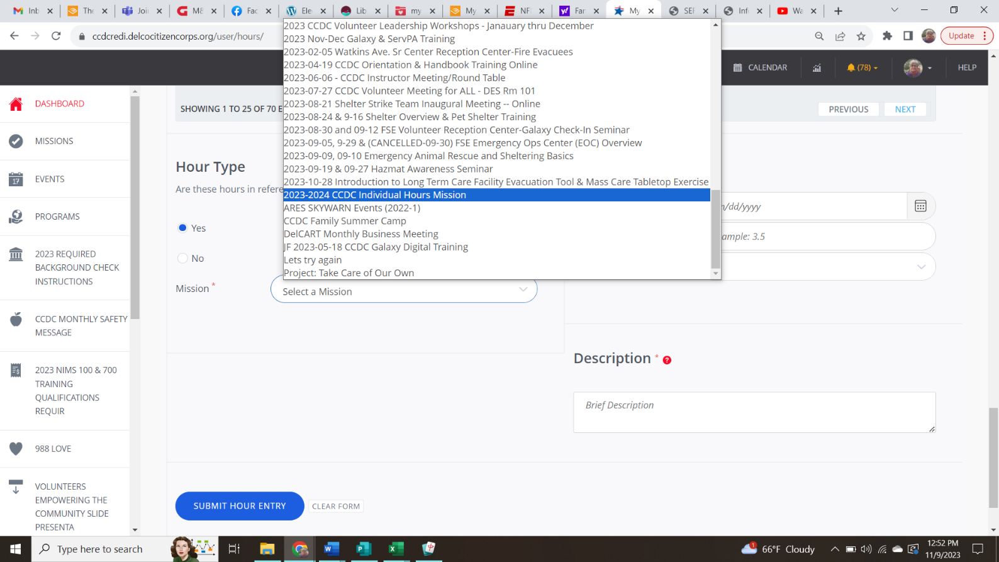 Inb
The
Joi
M&
Fac
Ele
Lib
my
My
NF
Far
My
SEF
Inf
Wa
ccdcredi.delcocitizencorps.org/user/hours/
Update
CALENDAR
(78)
HELP
DASHBOARD
MISSIONS
EVENTS
17
PROGRAMS
2023 REQUIRED
BACKGROUND CHECK
INSTRUCTIONS
CCDC MONTHLY SAFETY
MESSAGE
2023 NIMS 100 & 700
TRAINING
QUALIFICATIONS
REQUIR
988 LOVE
VOLUNTEERS
EMPOWERING THE
COMMUNITY SLIDE
PRESENTA
SHOWING 1 TO 25 OF 70 E
PREVIOUS
NEXT
2023 CCDC Volunteer Leadership Workshops - Janauary thru December
2023 Nov-Dec Galaxy & ServPA Training
2023-02-05 Watkins Ave. Sr Center Reception Center-Fire Evacuees
2023-04-19 CCDC Orientation & Handbook Training Online
2023-06-06 - CCDC Instructor Meeting/Round Table
2023-07-27 CCDC Volunteer Meeting for ALL - DES Rm 101
2023-08-21 Shelter Strike Team Inaugural Meeting -- Online
2023-08-24 & 9-16 Shelter Overview & Pet Shelter Training
2023-08-30 and 09-12 FSE Volunteer Reception Center-Galaxy Check-In Seminar
2023-09-05, 9-29 & (CANCELLED-09-30) FSE Emergency Ops Center (EOC) Overview
2023-09-09, 09-10 Emergency Animal Rescue and Sheltering Basics
2023-09-19 & 09-27 Hazmat Awareness Seminar
2023-10-28 Introduction to Long Term Care Facility Evacuation Tool & Mass Care Tabletop Exercise
2023-2024 CCDC Individual Hours Mission
ARES SKYWARN Events (2022-1)
CCDC Family Summer Camp
DelCART Monthly Business Meeting
JF 2023-05-18 CCDC Galaxy Digital Training
Lets try again
Project: Take Care of Our Own
Hour Type
Are these hours in refere
Yes
No
Mission *
Select a Mission
/dd/yyyy
ample: 3.5
Description * ?
Brief Description
SUBMIT HOUR ENTRY
CLEAR FORM
Type here to search
1
66°F Cloudy
12:52 PM
11/9/2023